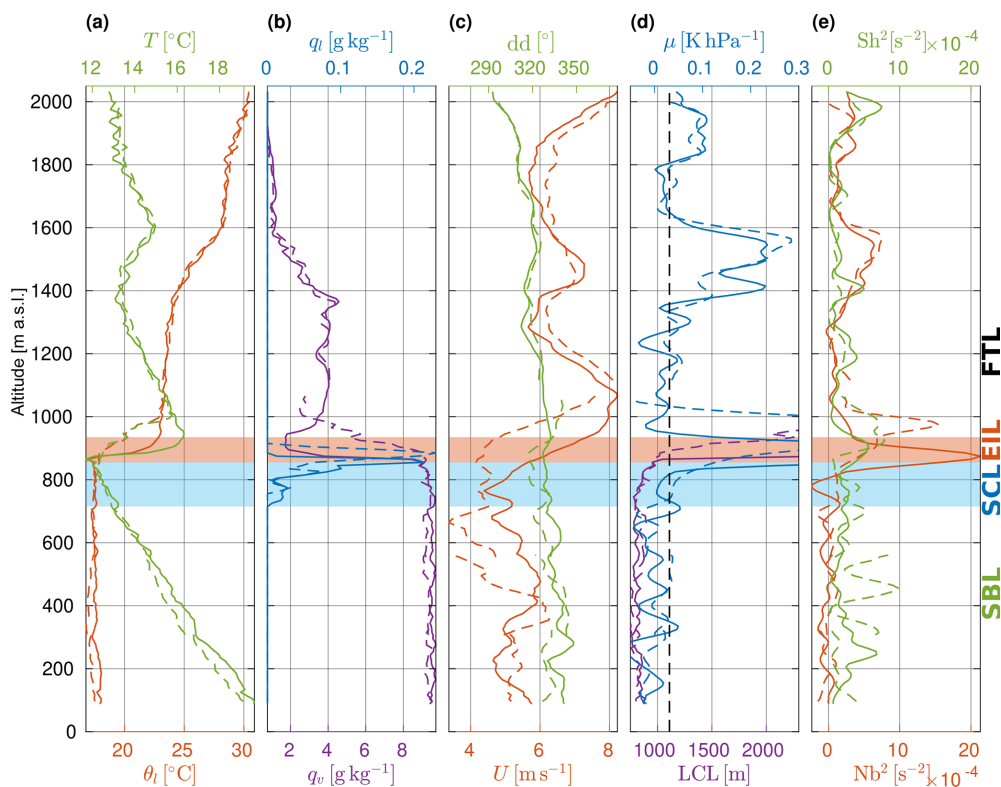 (a) (b) (c) (d) (e)
T [°C] q_l [g kg⁻¹] dd [°] μ [K hPa⁻¹] Sh² [s⁻²] ×10⁻⁴
12 14 16 18 0 0.1 0.2 290 320 350 0 0.1 0.2 0.3 0 10 20
2000
1800
1600
1400
1200
1000
800
600
400
200
0
Altitude [m a.s.l.]
FTL
EIL
SCL
SBL
20 25 30 2 4 6 8 4 6 8 1000 1500 2000 0 10 20
θ_l [°C] q_v [g kg⁻¹] U [m s⁻¹] LCL [m] Nb² [s⁻²] ×10⁻⁴